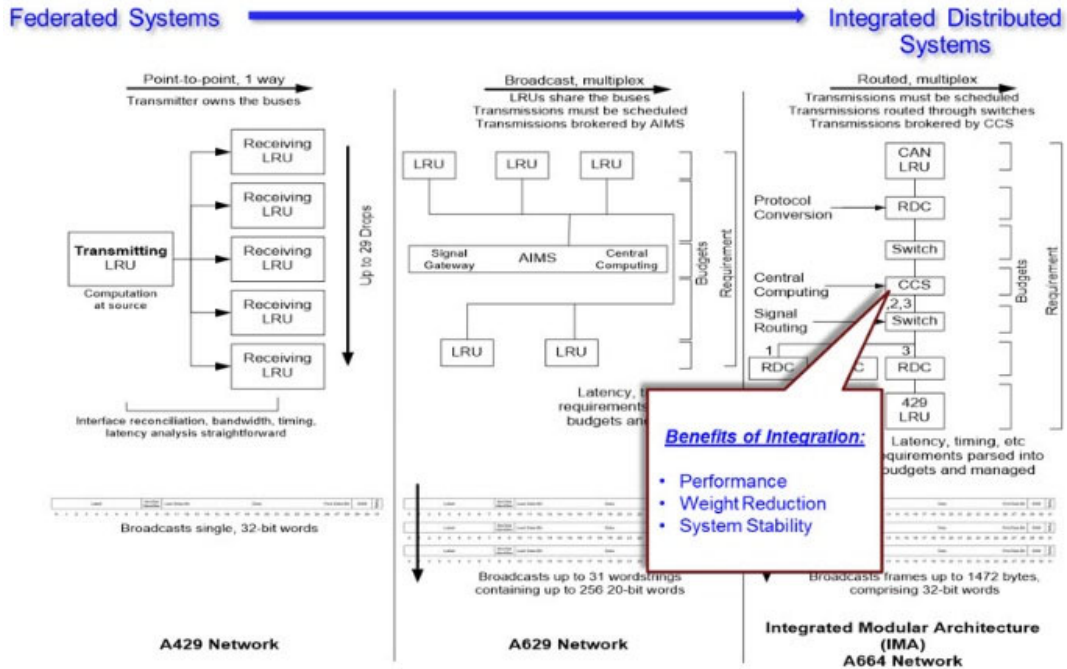 Federated Systems
Integrated Distributed
Systems
Point-to-point, 1 way
Transmitter owns the buses
Receiving
LRU
Receiving
LRU
Transmitting
LRU
Receiving
LRU
Computation
at source
Receiving
LRU
Receiving
LRU
Up to 29 Drops
Interface reconciliation, bandwidth, timing,
latency analysis straightforward
Broadcasts single, 32-bit words
A429 Network
Broadcast, multiplex
LRUs share the buses
Transmissions must be scheduled
Transmissions brokered by AIMS
LRU
LRU
LRU
Signal
Gateway
AIMS
Central
Computing
LRU
LRU
Budgets
Requirement
Latency, t
requirements
budgets an
Broadcasts up to 31 wordstrings
containing up to 256 20-bit words
A629 Network
Routed, multiplex
Transmissions must be scheduled
Transmissions routed through switches
Transmissions brokered by CCS
CAN
LRU
Protocol
Conversion
RDC
Switch
Central
Computing
CCS
,2,3
Signal
Routing
Switch
1
3
RDC
C
RDC
429
LRU
Budgets
Requirement
Latency, timing, etc
equirements parsed into
budgets and managed
Benefits of Integration:
• Performance
• Weight Reduction
• System Stability
Broadcasts frames up to 1472 bytes,
comprising 32-bit words
Integrated Modular Architecture
(IMA)
A664 Network